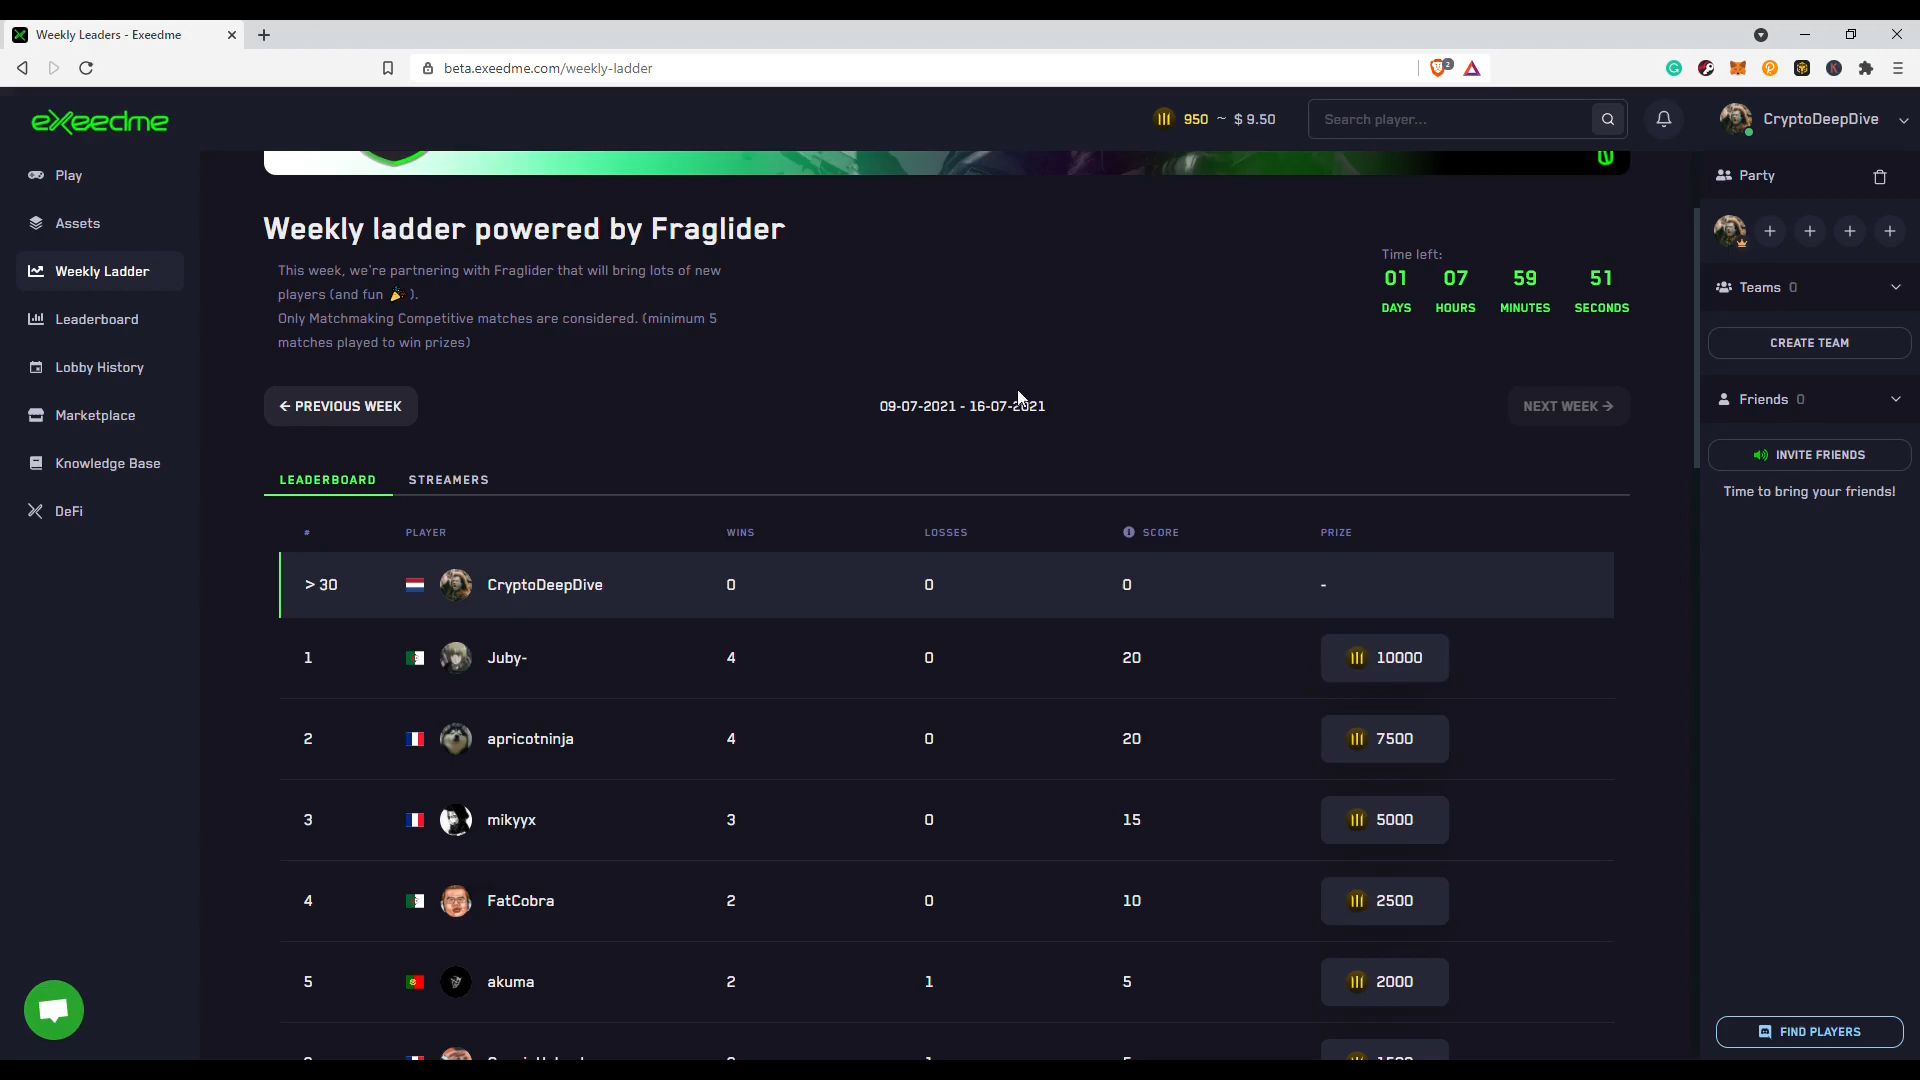 Weekly Leaders - Exeedme
beta.exeedme.com/weekly-ladder
2
exeedme
950 ~ $ 9.50
Search player...
CryptoDeepDive
Play
Assets
Weekly Ladder
Leaderboard
Lobby History
Marketplace
Knowledge Base
DeFi
Weekly ladder powered by Fraglider
This week, we're partnering with Fraglider that will bring lots of new
players (and fun 🎉 ).
Only Matchmaking Competitive matches are considered. (minimum 5
matches played to win prizes)
Time left:
01 07 59 51
DAYS HOURS MINUTES SECONDS
← PREVIOUS WEEK
09-07-2021 - 16-07-2021
NEXT WEEK →
LEADERBOARD STREAMERS
# PLAYER WINS LOSSES SCORE PRIZE
> 30 CryptoDeepDive 0 0 0 -
1 Juby- 4 0 20 10000
2 apricotninja 4 0 20 7500
3 mikyyx 3 0 15 5000
4 FatCobra 2 0 10 2500
5 akuma 2 1 5 2000
Party
Teams 0
CREATE TEAM
Friends 0
INVITE FRIENDS
Time to bring your friends!
FIND PLAYERS